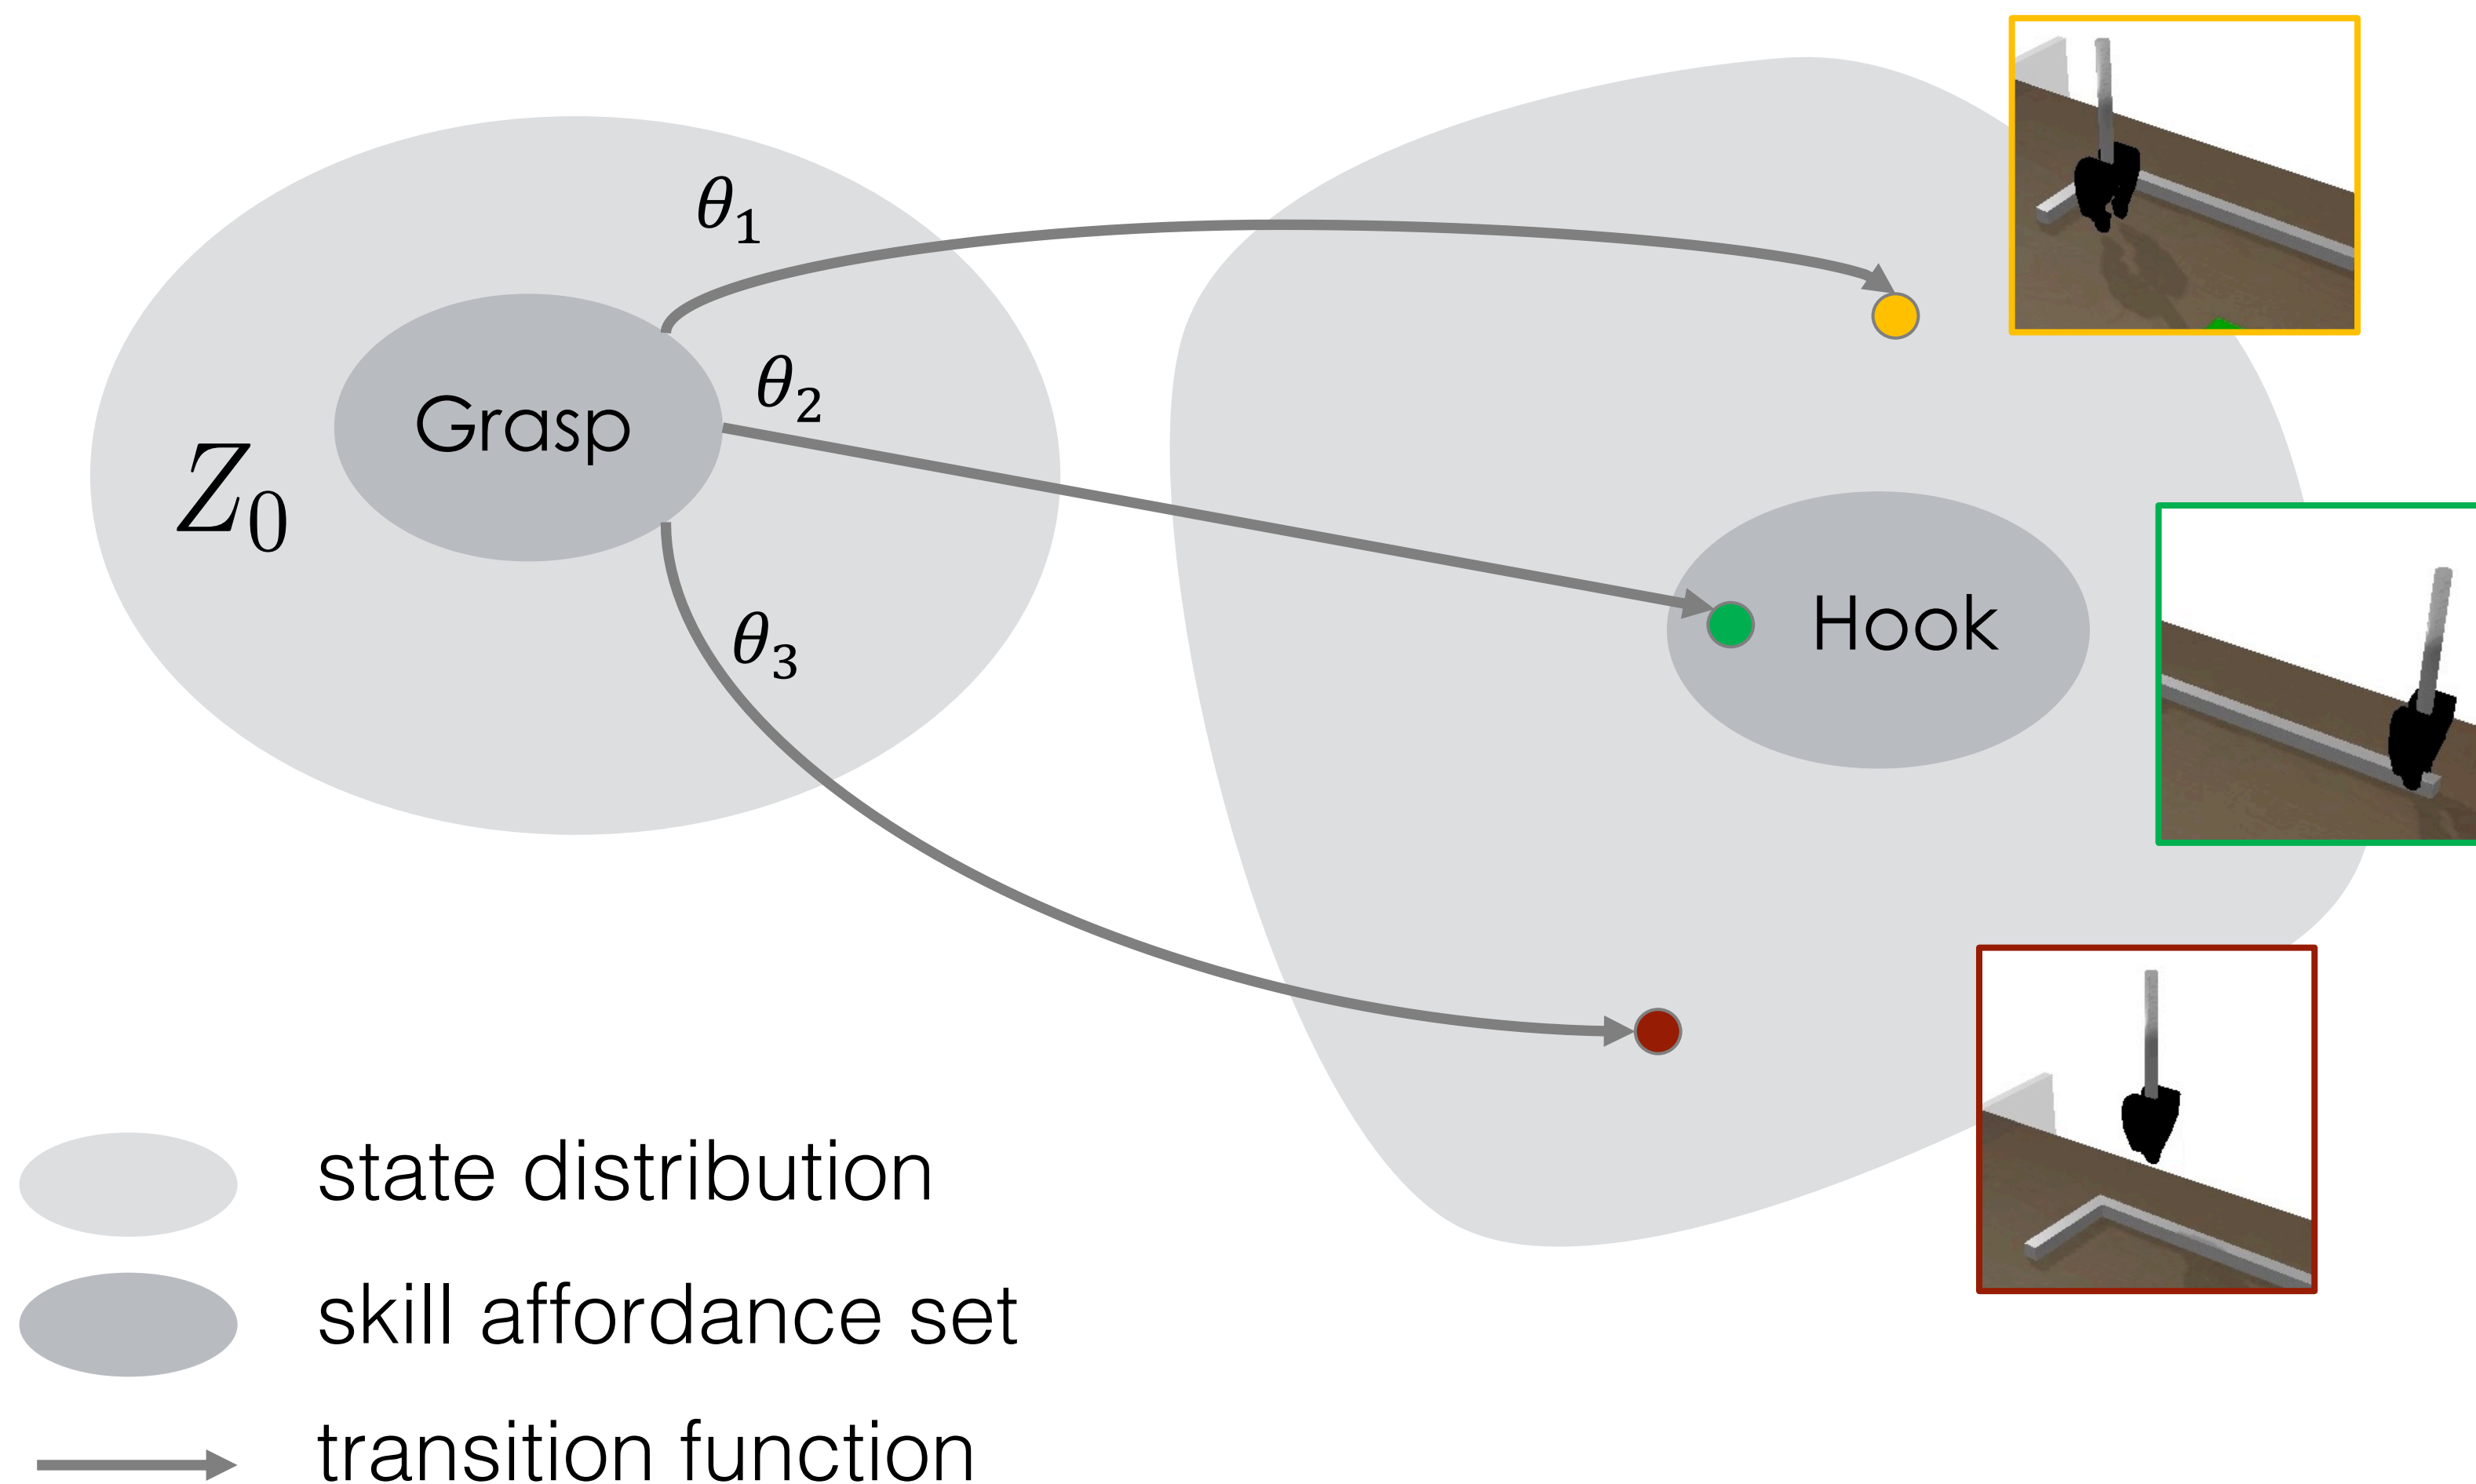 θ₁
θ₂
Grasp
Z₀
Hook
θ₃
state distribution
skill affordance set
transition function